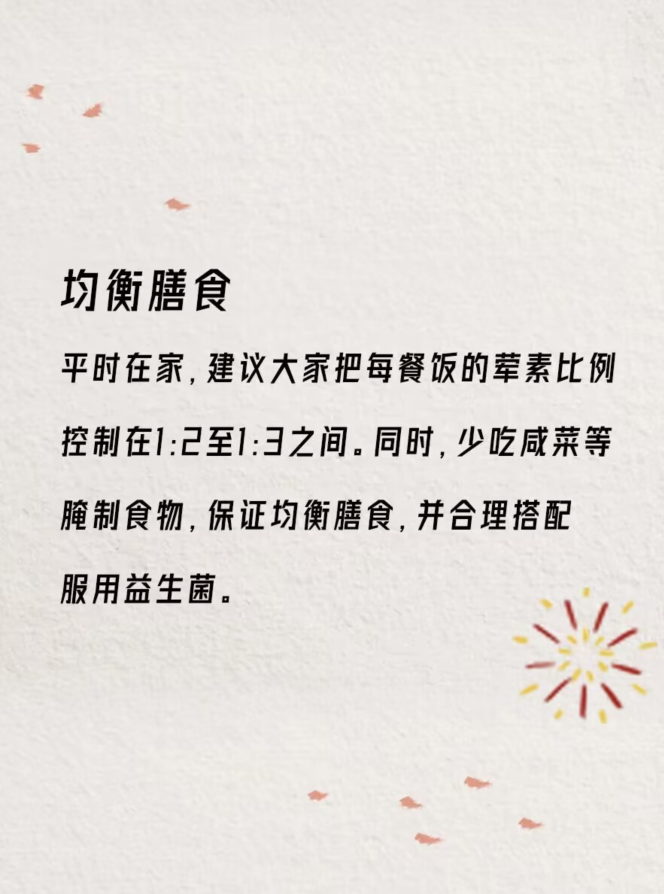 均衡膳食
平时在家,建议大家把每餐饭的荤素比例
控制在1:2至1:3之间。同时,少吃咸菜等
腌制食物,保证均衡膳食,并合理搭配
服用益生菌。